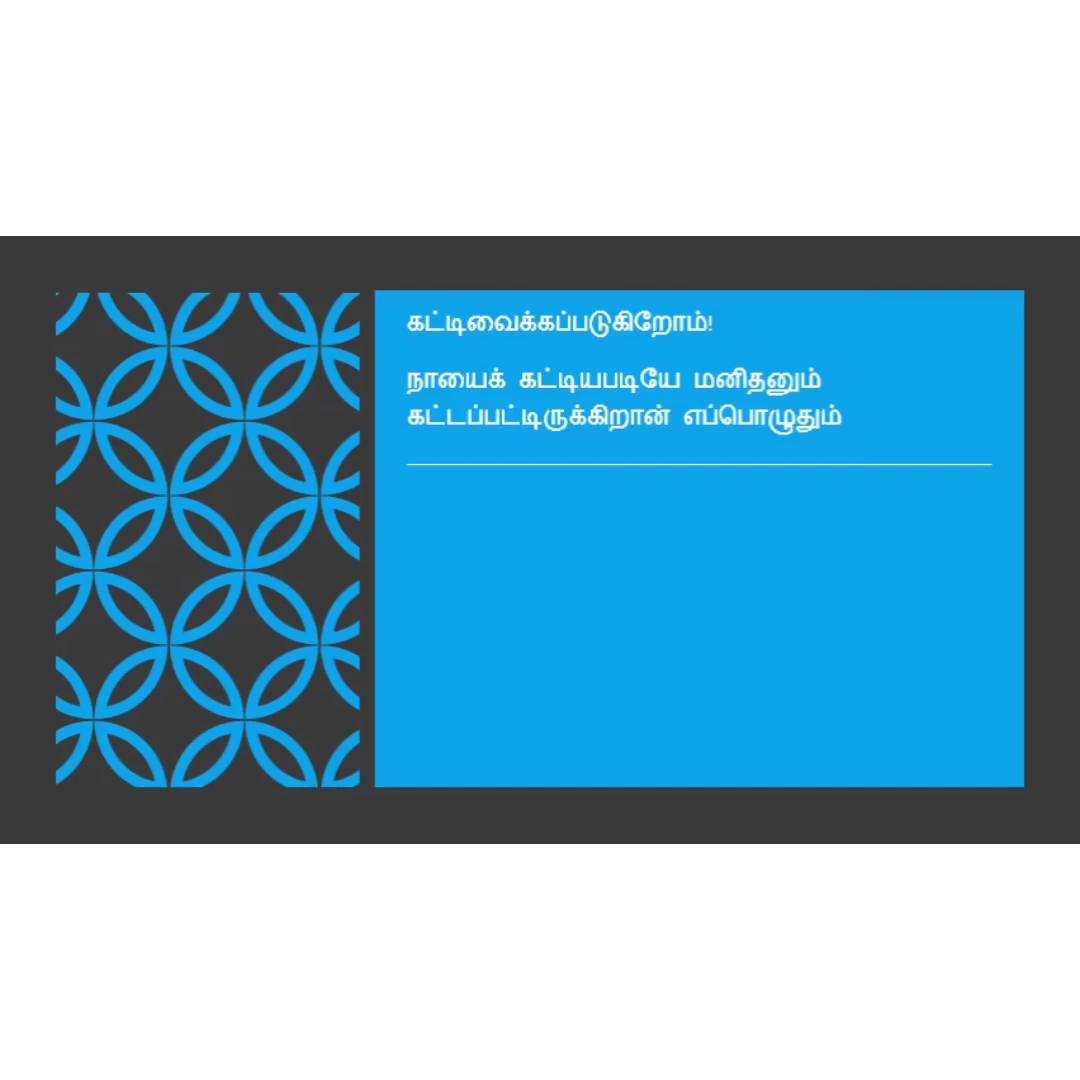 கட்டிவைக்கப்படுகிறோம்!
நாயைக் கட்டியபடியே மனிதனும்
கட்டப்பட்டிருக்கிறான் எப்பொழுதும்